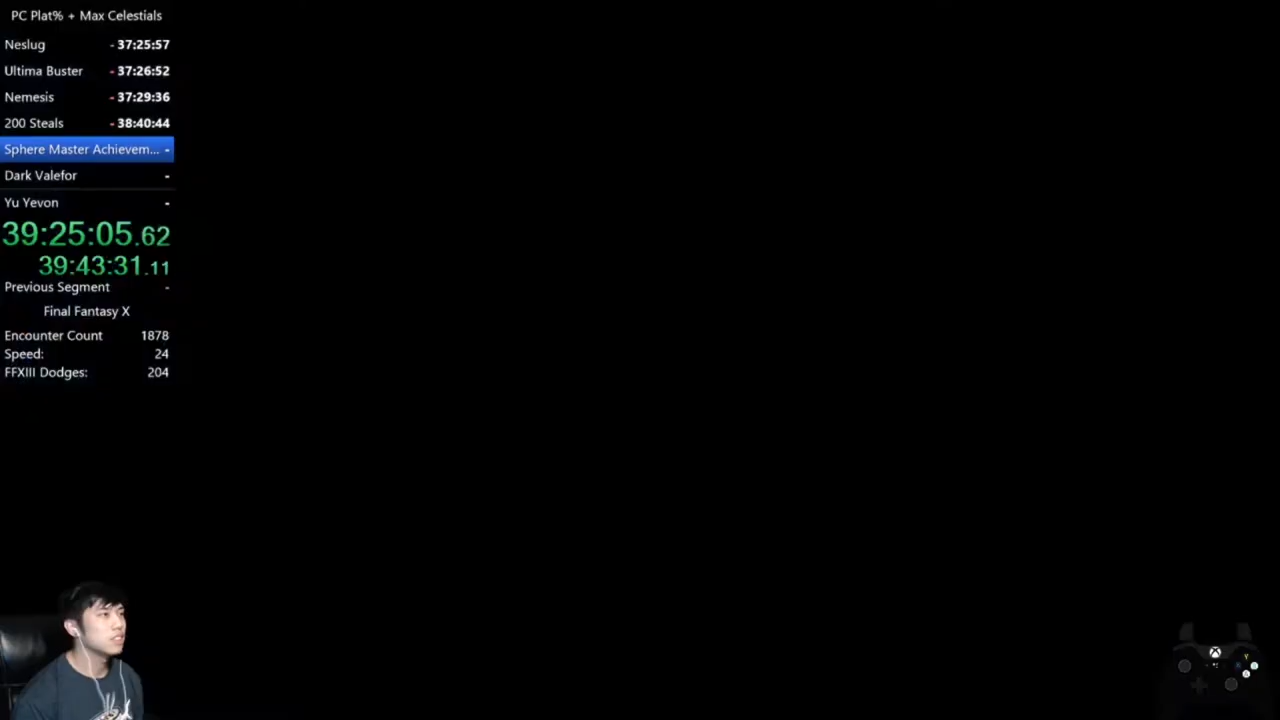 PC Plat% + Max Celestials
Neslug - 37:25:57
Ultima Buster - 37:26:52
Nemesis - 37:29:36
200 Steals - 38:40:44
Sphere Master Achievem... -
Dark Valefor -
Yu Yevon -
39:25:05.62
39:43:31.11
Previous Segment -
Final Fantasy X
Encounter Count 1878
Speed: 24
FFXIII Dodges: 204